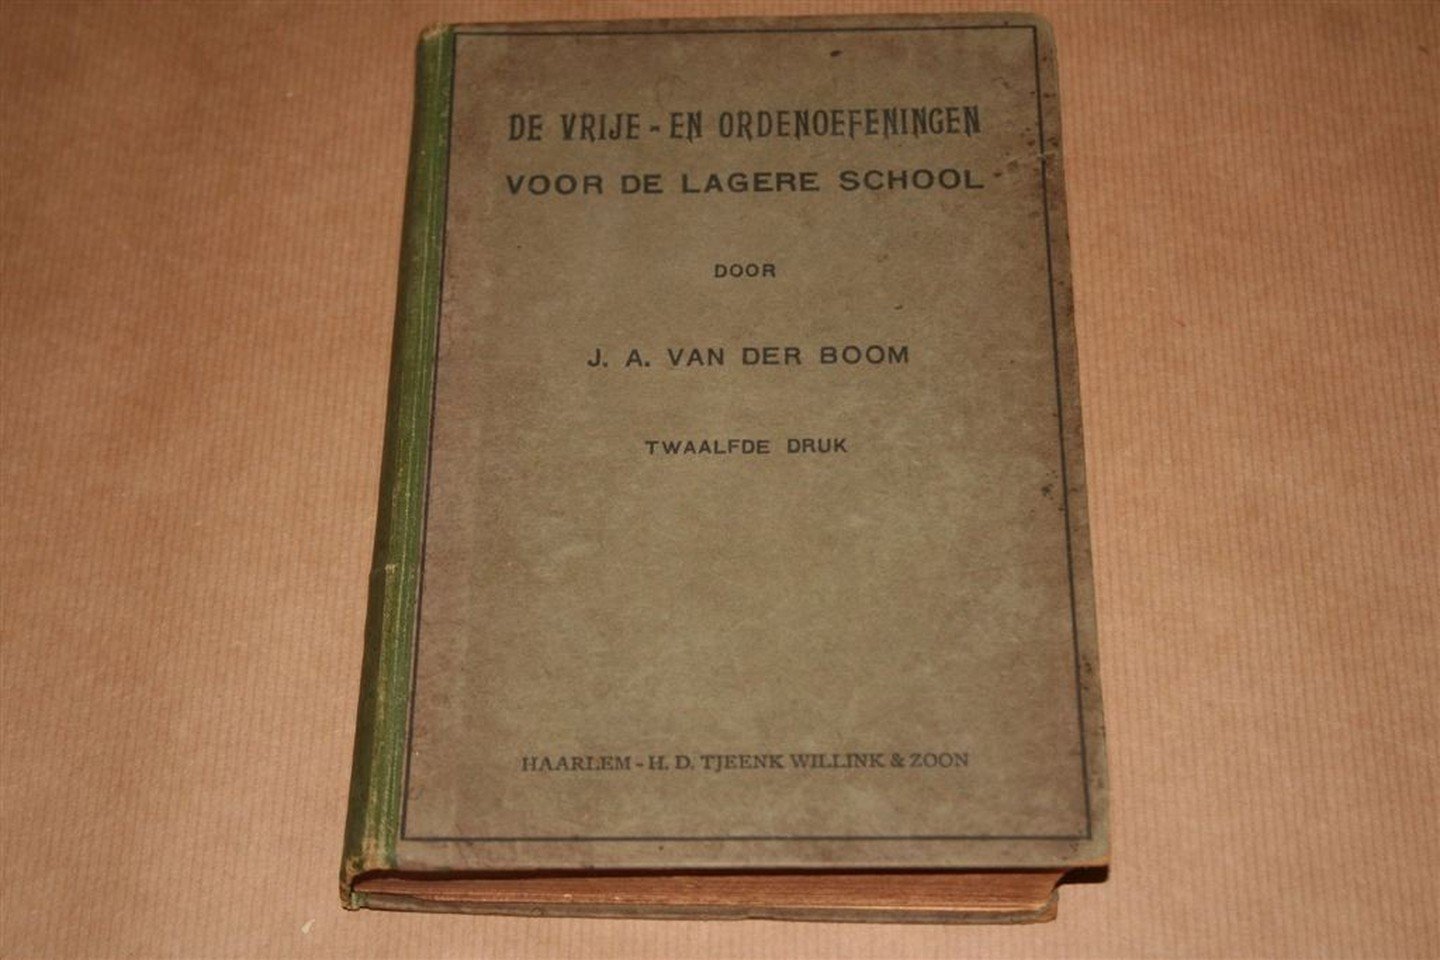 DE VRIJE - EN ORDENOEFENINGEN
VOOR DE LAGERE SCHOOL
DOOR
J. A. VAN DER BOOM
TWAALFDE DRUK
HAARLEM - H. D. TJEENK WILLINK & ZOON